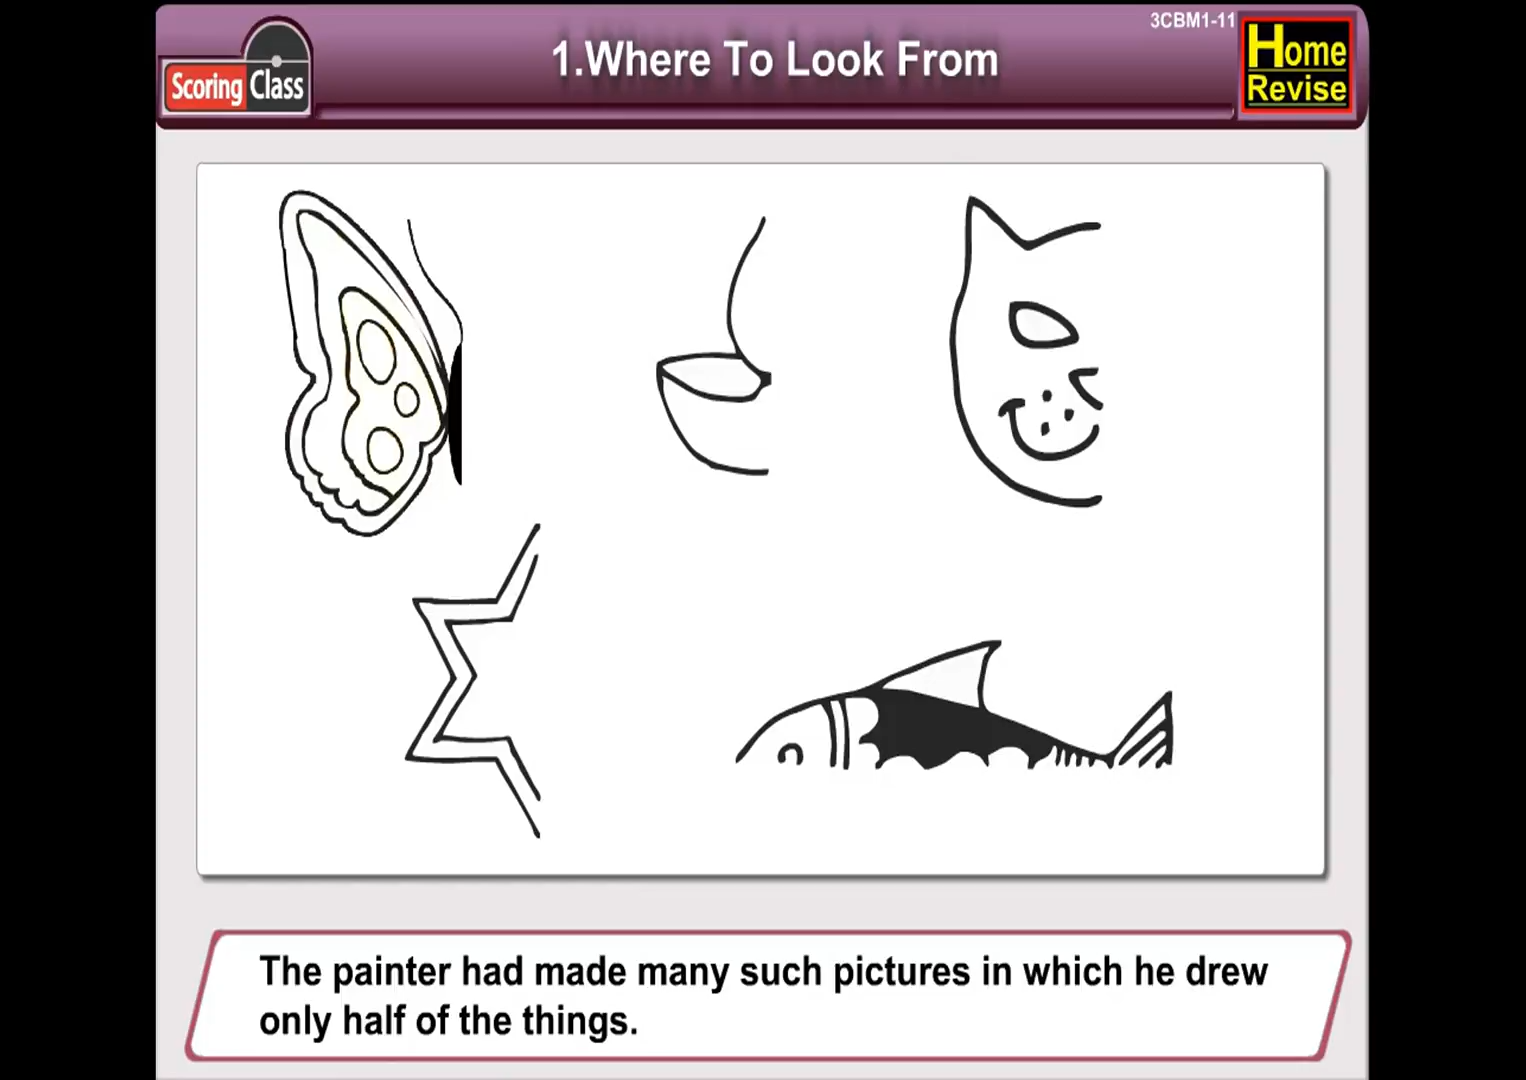 3CBM1-11
1.Where To Look From
Scoring Class
Home
Revise
The painter had made many such pictures in which he drew
only half of the things.